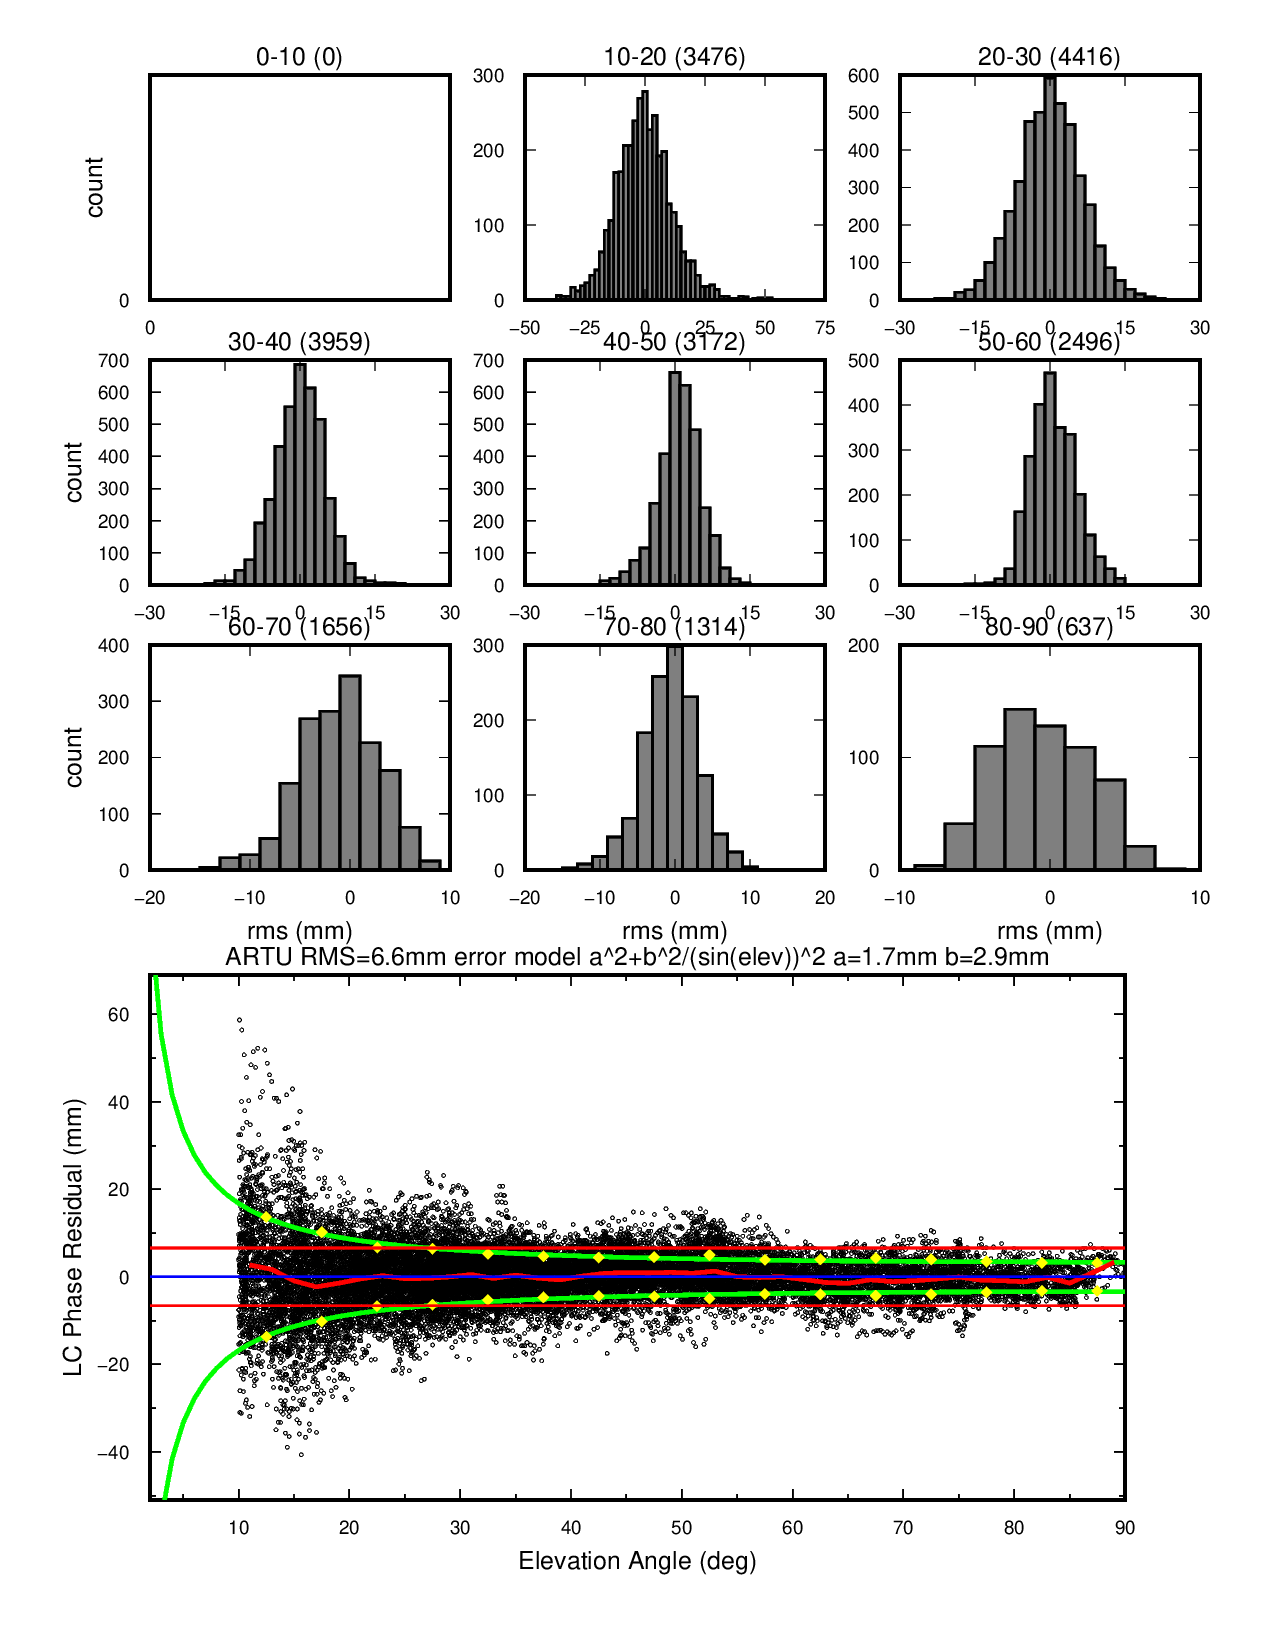 0-10 (0) 10-20 (3476) 20-30 (4416)
count
0
0
300
200
100
0
−50 −25 0 25 50 75
600
500
400
300
200
100
0
−30 −15 0 15 30
30-40 (3959) 40-50 (3172) 50-60 (2496)
count
700
600
500
400
300
200
100
0
−30 −15 0 15 30
700
600
500
400
300
200
100
0
−30 −15 0 15 30
500
400
300
200
100
0
−30 −15 0 15 30
60-70 (1656) 70-80 (1314) 80-90 (637)
count
400
300
200
100
0
−20 −10 0 10
rms (mm)
300
200
100
0
−20 −10 0 10 20
rms (mm)
200
100
0
−10 0 10
rms (mm)
ARTU RMS=6.6mm error model a^2+b^2/(sin(elev))^2 a=1.7mm b=2.9mm
LC Phase Residual (mm)
60
40
20
0
−20
−40
10 20 30 40 50 60 70 80 90
Elevation Angle (deg)